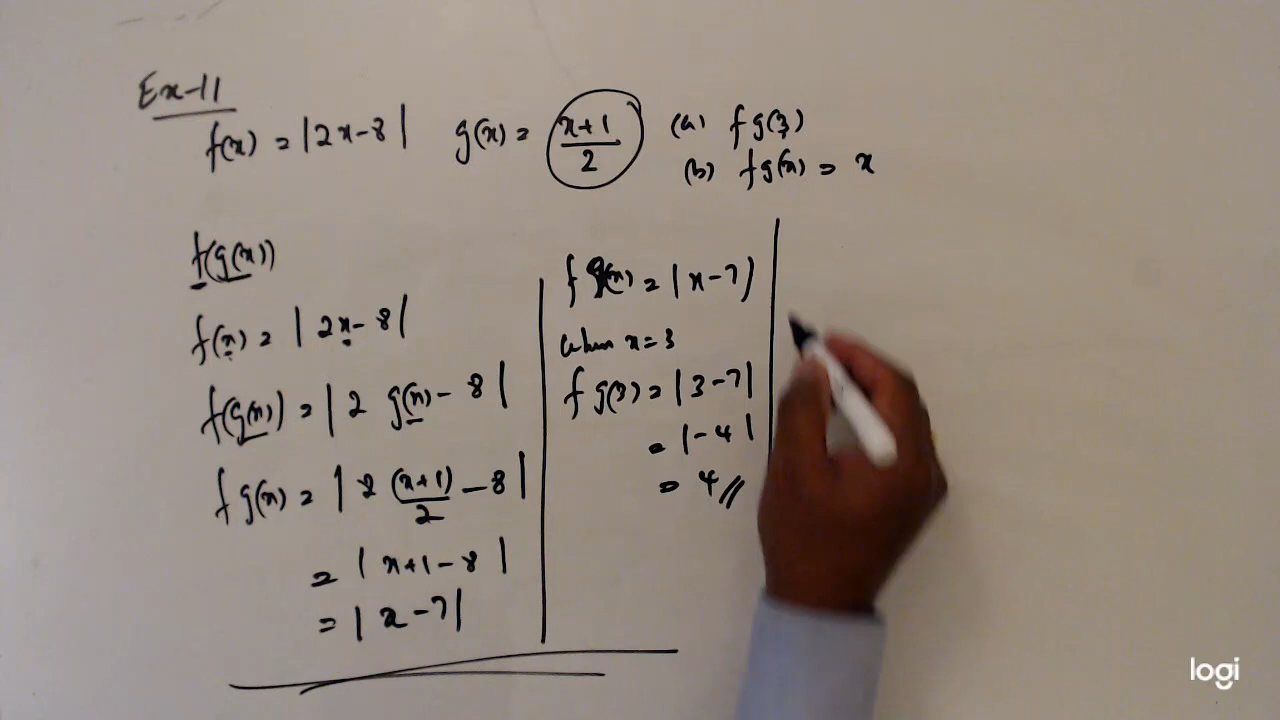 Ex-11
f(x) = |2x-8| g(x) = x+1/2 (a) fg(3)
(b) fg(x) = x
f(g(x))
f(x) = |2x-8|
f(g(x)) = |2 g(x) - 8|
fg(x) = |2 (x+1)/2 - 8|
= |x+1-8|
= |x-7|
fg(x) = |x-7|
when x=3
fg(3) = |3-7|
= |-4|
= 4//
logi